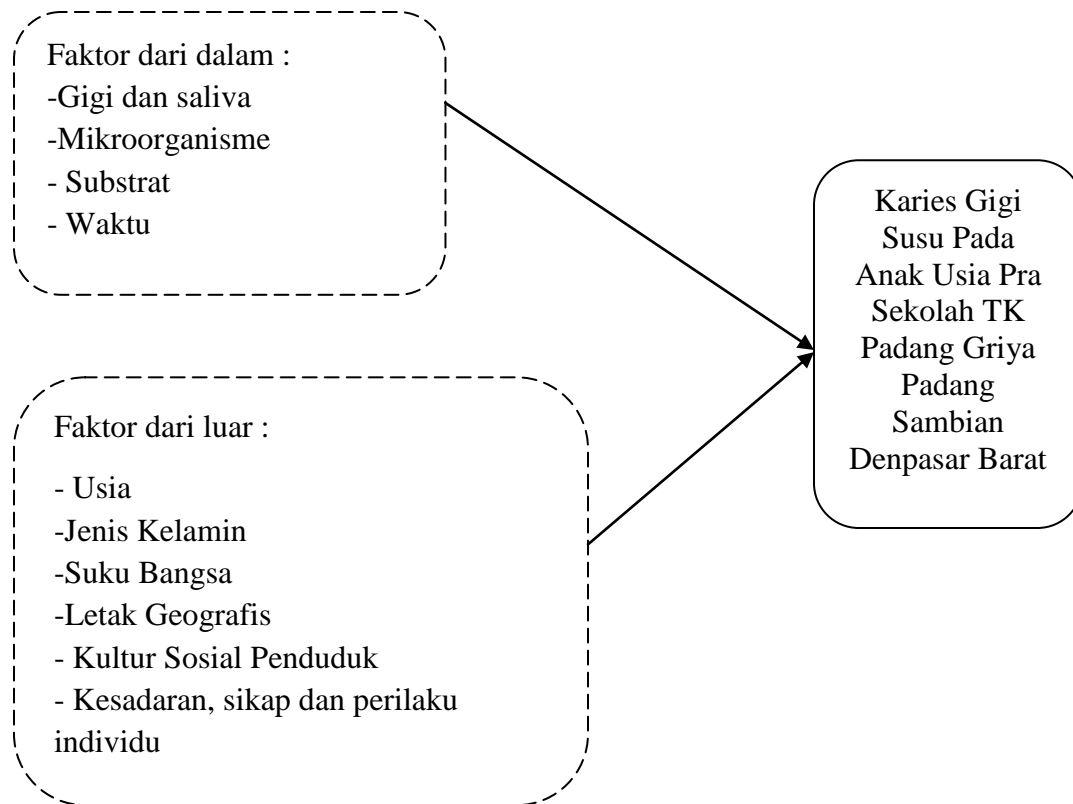 Faktor dari dalam :
-Gigi dan saliva
-Mikroorganisme
- Substrat
- Waktu
Karies Gigi
Susu Pada
Anak Usia Pra
Sekolah TK
Padang Griya
Padang
Sambian
Denpasar Barat
Faktor dari luar :
- Usia
-Jenis Kelamin
-Suku Bangsa
-Letak Geografis
- Kultur Sosial Penduduk
- Kesadaran, sikap dan perilaku
individu